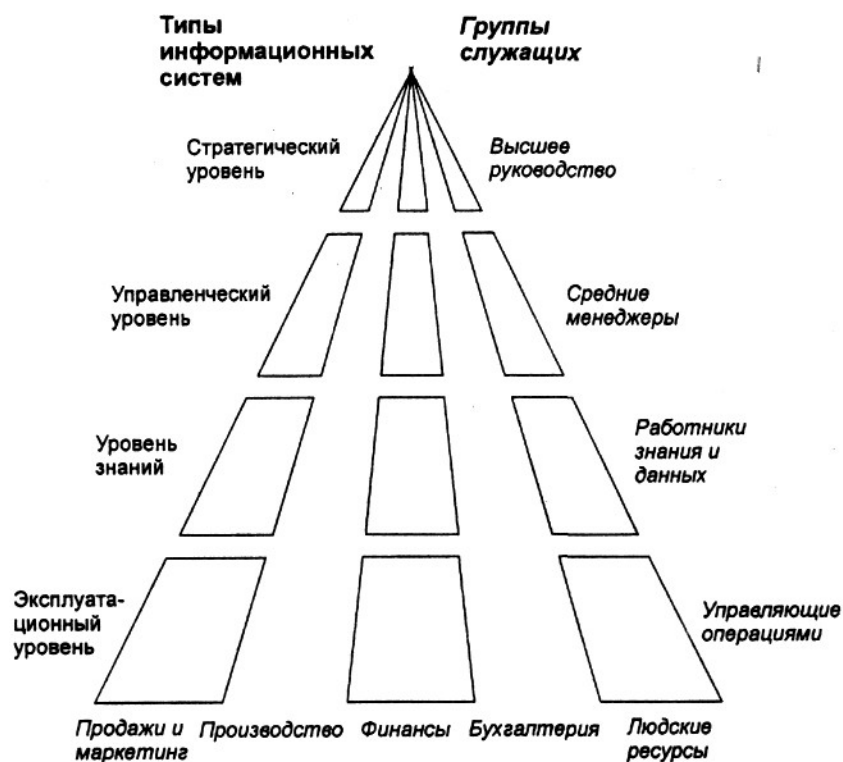 Типы
информационных
систем
Группы
служащих
Стратегический
уровень
Высшее
руководство
Управленческий
уровень
Средние
менеджеры
Уровень
знаний
Работники
знания и
данных
Эксплуата-
ционный
уровень
Управляющие
операциями
Продажи и
маркетинг
Производство
Финансы
Бухгалтерия
Людские
ресурсы